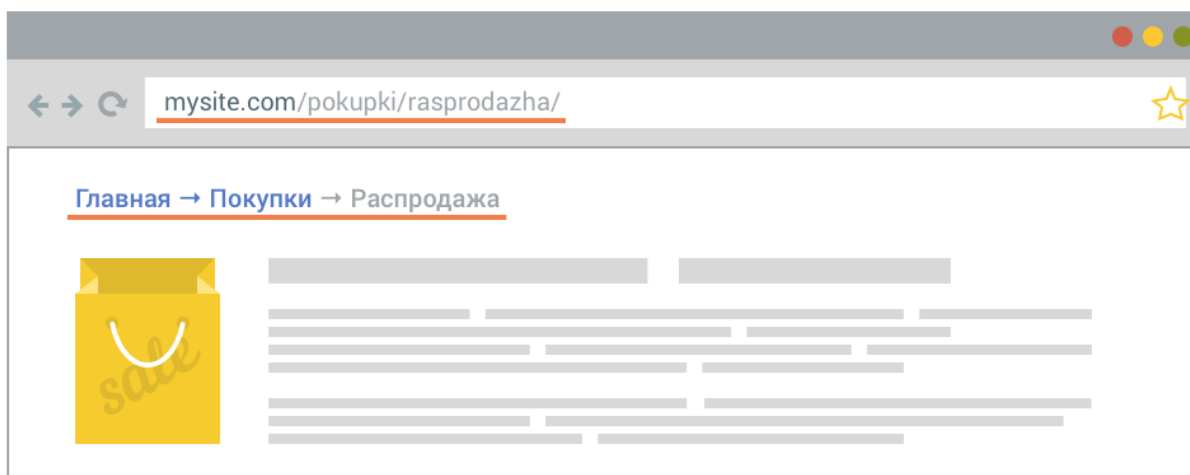 mysite.com/pokupki/rasprodazha/
Главная → Покупки → Распродажа
sale